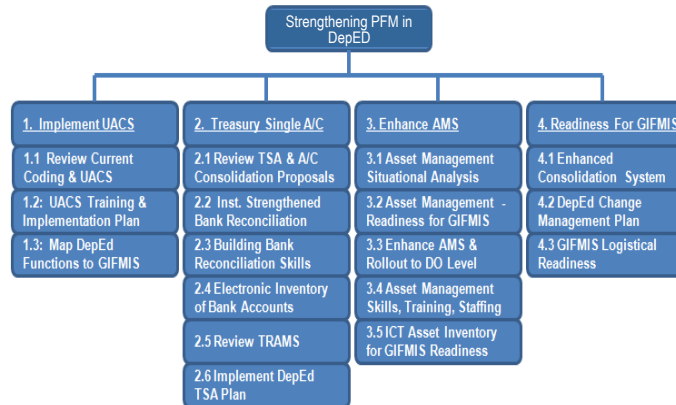 Strengthening PFM in
DepED
1. Implement UACS
1.1 Review Current
Coding & UACS
1.2: UACS Training &
Implementation Plan
1.3: Map DepEd
Functions to GIFMIS
2. Treasury Single A/C
2.1 Review TSA & A/C
Consolidation Proposals
2.2 Inst. Strengthened
Bank Reconciliation
2.3 Building Bank
Reconciliation Skills
2.4 Electronic Inventory
of Bank Accounts
2.5 Review TRAMS
2.6 Implement DepEd
TSA Plan
3. Enhance AMS
3.1 Asset Management
Situational Analysis
3.2 Asset Management -
Readiness for GIFMIS
3.3 Enhance AMS &
Rollout to DO Level
3.4 Asset Management
Skills, Training, Staffing
3.5 ICT Asset Inventory
for GIFMIS Readiness
4. Readiness For GIFMIS
4.1 Enhanced
Consolidation System
4.2 DepEd Change
Management Plan
4.3 GIFMIS Logistical
Readiness